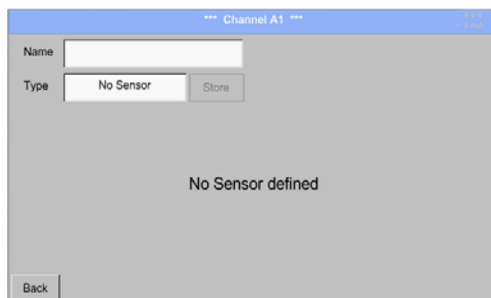 *** Channel A1 ***
Name
Type No Sensor Store
No Sensor defined
Back